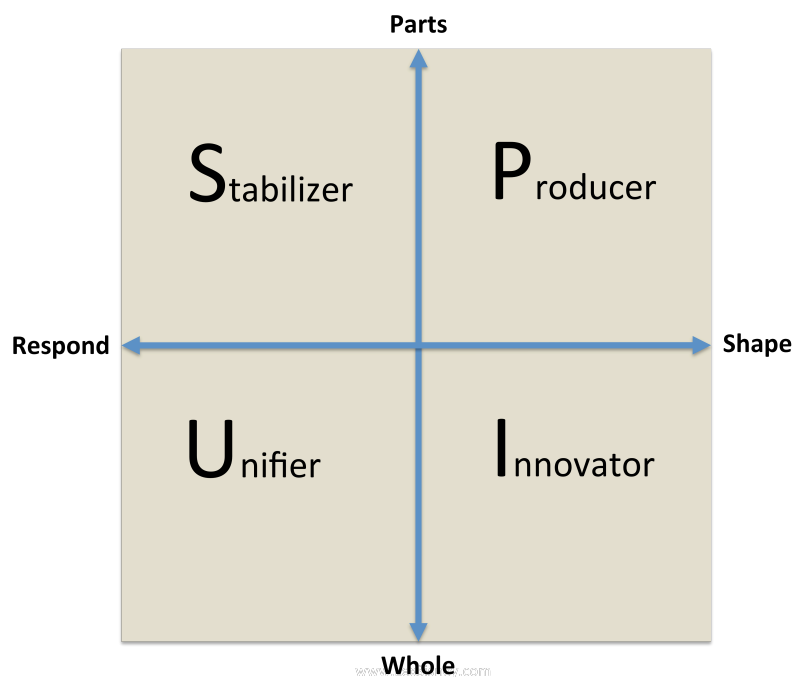 Parts
Stabilizer
Producer
Respond
Shape
Unifier
Innovator
Whole